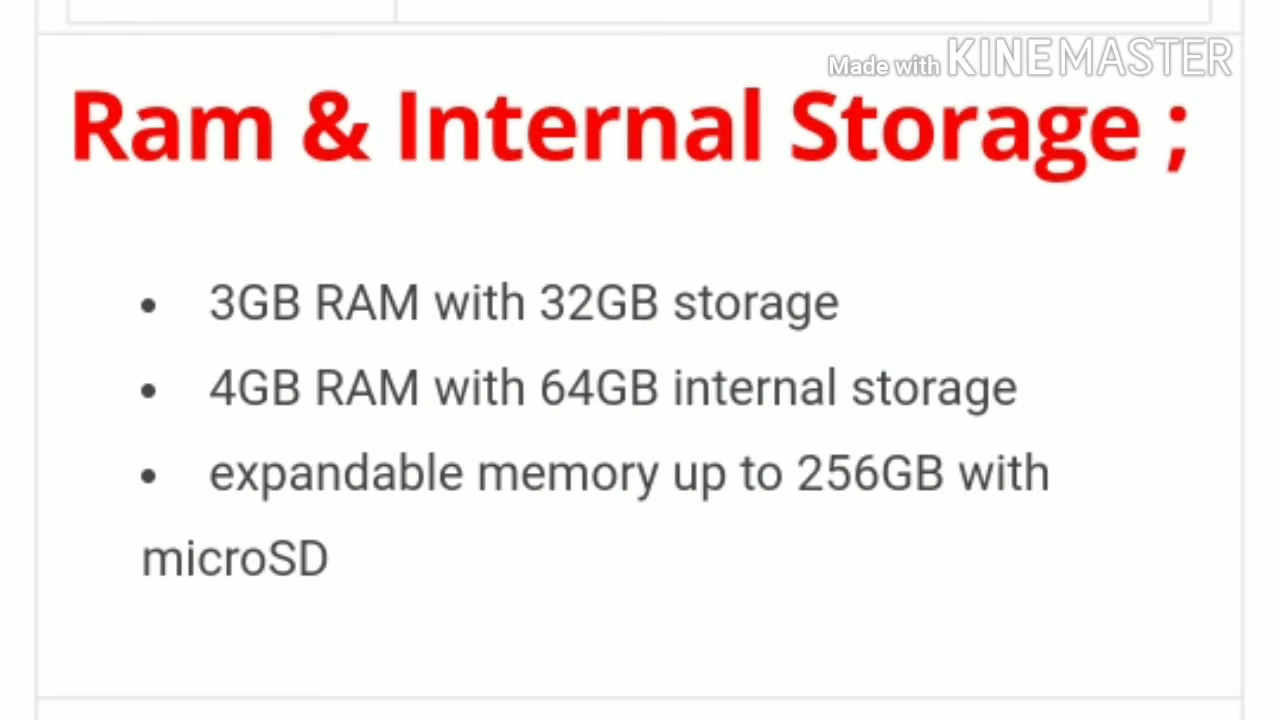 Made with KINEMASTER
Ram & Internal Storage ;
• 3GB RAM with 32GB storage
• 4GB RAM with 64GB internal storage
• expandable memory up to 256GB with
microSD